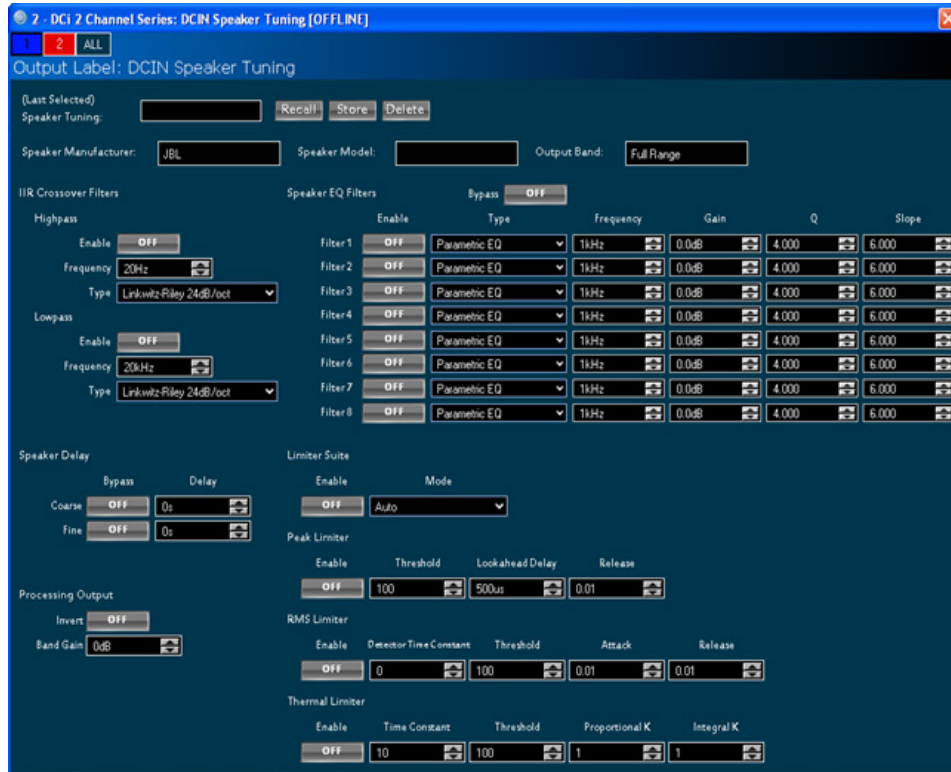 2 - DCi 2 Channel Series: DCIN Speaker Tuning [OFFLINE]
1 2 ALL
Output Label: DCIN Speaker Tuning
(Last Selected)
Speaker Tuning: Recall Store Delete
Speaker Manufacturer: JBL Speaker Model: Output Band: Full Range
IIR Crossover Filters Speaker EQ Filters Bypass OFF
Highpass Enable Type Frequency Gain Q Slope
Enable OFF Filter 1 OFF Parametric EQ 1kHz 0.0dB 4.000 6.000
Frequency 20Hz Filter 2 OFF Parametric EQ 1kHz 0.0dB 4.000 6.000
Type Linkwitz-Riley 24dB/oct Filter 3 OFF Parametric EQ 1kHz 0.0dB 4.000 6.000
Lowpass Filter 4 OFF Parametric EQ 1kHz 0.0dB 4.000 6.000
Enable OFF Filter 5 OFF Parametric EQ 1kHz 0.0dB 4.000 6.000
Frequency 20kHz Filter 6 OFF Parametric EQ 1kHz 0.0dB 4.000 6.000
Type Linkwitz-Riley 24dB/oct Filter 7 OFF Parametric EQ 1kHz 0.0dB 4.000 6.000
Filter 8 OFF Parametric EQ 1kHz 0.0dB 4.000 6.000
Speaker Delay Limiter Suite
Bypass Delay Enable Mode
Coarse OFF 0s OFF Auto
Fine OFF 0s
Peak Limiter
Enable Threshold Lookahead Delay Release
OFF 100 500us 0.01
Processing Output
Invert OFF RMS Limiter
Band Gain 0dB Enable Detector Time Constant Threshold Attack Release
OFF 0 100 0.01 0.01
Thermal Limiter
Enable Time Constant Threshold Proportional K Integral K
OFF 10 100 1 1